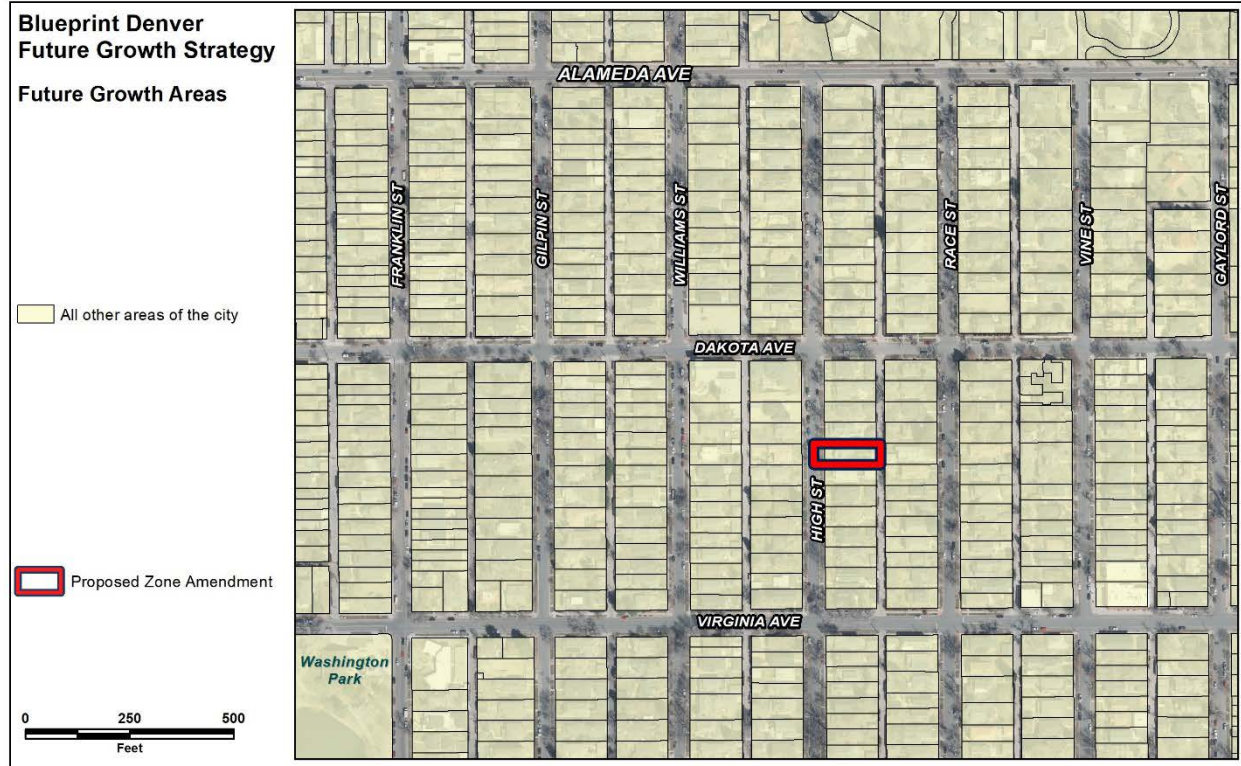 Blueprint Denver
Future Growth Strategy
Future Growth Areas
All other areas of the city
Proposed Zone Amendment
0 250 500
Feet
ALAMEDA AVE
FRANKLIN ST
GILPIN ST
WILLIAMS ST
RACE ST
VINE ST
GAYLORD ST
DAKOTA AVE
HIGH ST
VIRGINIA AVE
Washington
Park